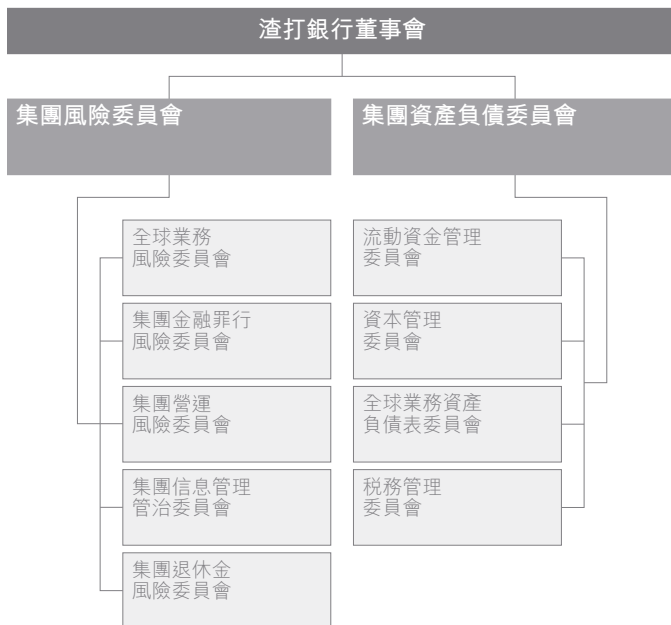 渣打銀行董事會
集團風險委員會
集團資產負債委員會
全球業務
風險委員會
集團金融罪行
風險委員會
集團營運
風險委員會
集團信息管理
管治委員會
集團退休金
風險委員會
流動資金管理
委員會
資本管理
委員會
全球業務資產
負債表委員會
税務管理
委員會